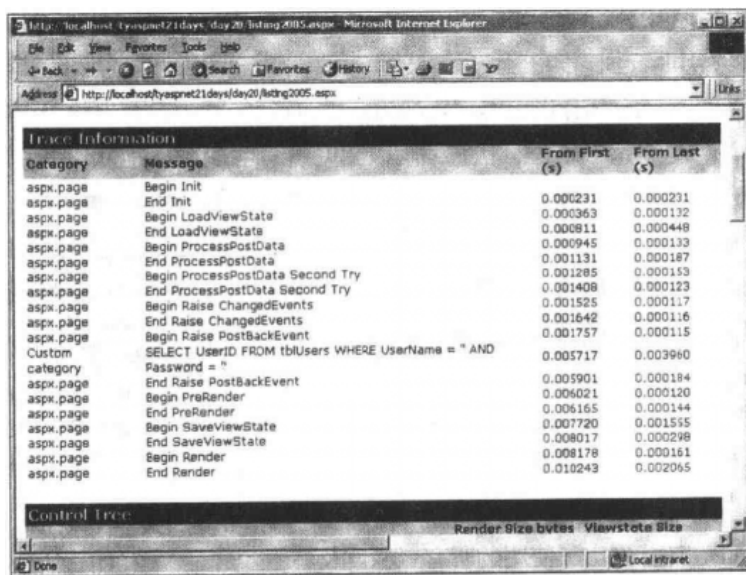 http://localhost/tyaspnet21days/day20/listing2005.aspx - Microsoft Internet Explorer
File Edit View Favorites Tools Help
Back Search Favorites History
Address http://localhost/tyaspnet21days/day20/listing2005.aspx Links
Trace Information
Category Message From First (s) From Last (s)
aspx.page Begin Init
aspx.page End Init 0.000231 0.000231
aspx.page Begin LoadViewState 0.000363 0.000132
aspx.page End LoadViewState 0.000811 0.000448
aspx.page Begin ProcessPostData 0.000945 0.000133
aspx.page End ProcessPostData 0.001131 0.000187
aspx.page Begin ProcessPostData Second Try 0.001285 0.000153
aspx.page End ProcessPostData Second Try 0.001408 0.000123
aspx.page Begin Raise ChangedEvents 0.001525 0.000117
aspx.page End Raise ChangedEvents 0.001642 0.000116
aspx.page Begin Raise PostBackEvent 0.001757 0.000115
Custom SELECT UserID FROM tblUsers WHERE UserName = '' AND 0.005717 0.003960
category Password = ''
aspx.page End Raise PostBackEvent 0.005901 0.000184
aspx.page Begin PreRender 0.006021 0.000120
aspx.page End PreRender 0.006165 0.000144
aspx.page Begin SaveViewState 0.007720 0.001555
aspx.page End SaveViewState 0.008017 0.000298
aspx.page Begin Render 0.008178 0.000161
aspx.page End Render 0.010243 0.002065
Control Tree
Render Size bytes Viewstate Size
Done Local intranet